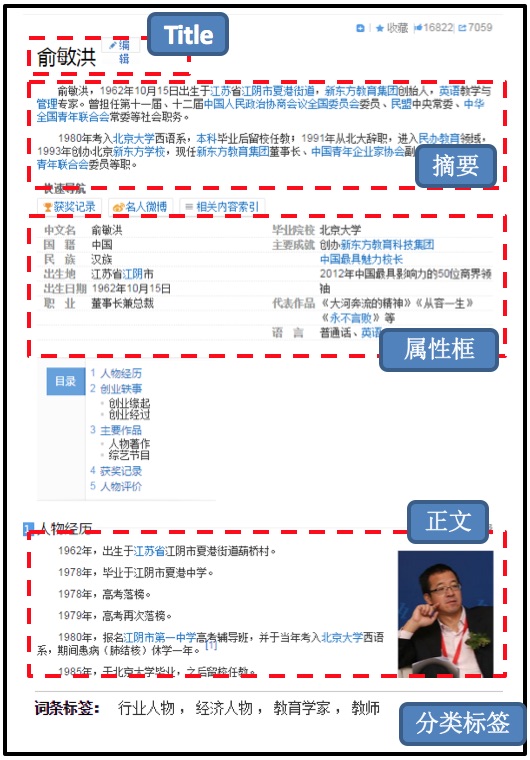 收藏 16822 7059
俞敏洪 编辑
Title
俞敏洪,1962年10月15日出生于江苏省江阴市夏港街道,新东方教育集团创始人,英语教学与
管理专家。曾担任第十一届、十二届中国人民政治协商会议全国委员会委员、民盟中央常委、中华
全国青年联合会常委等社会职务。
1980年考入北京大学西语系,本科毕业后留校任教;1991年从北大辞职,进入民办教育领域,
1993年创办北京新东方学校,现任新东方教育集团董事长、中国青年企业家协会副
青年联合会委员等职。
摘要
快速导航
获奖记录 名人微博 相关内容索引
中文名 俞敏洪
国 籍 中国
民 族 汉族
出生地 江苏省江阴市
出生日期 1962年10月15日
职 业 董事长兼总裁
毕业院校 北京大学
主要成就 创办新东方教育科技集团
中国最具魅力校长
2012年中国最具影响力的50位商界领
袖
代表作品 《大河奔流的精神》《从容一生》
《永不言败》等
语 言 普通话、英语
属性框
目录
1 人物经历
2 创业轶事
创业缘起
创业经过
3 主要作品
人物著作
综艺节目
4 获奖记录
5 人物评价
正文
1 人物经历
1962年,出生于江苏省江阴市夏港街道葫桥村。
1978年,毕业于江阴市夏港中学。
1978年,高考落榜。
1979年,高考再次落榜。
1980年,报名江阴市第一中学高考辅导班,并于当年考入北京大学西语
系,期间患病(肺结核)休学一年。[1]
1985年,于北京大学毕业,之后留校任教。
词条标签: 行业人物, 经济人物, 教育学家, 教师
分类标签